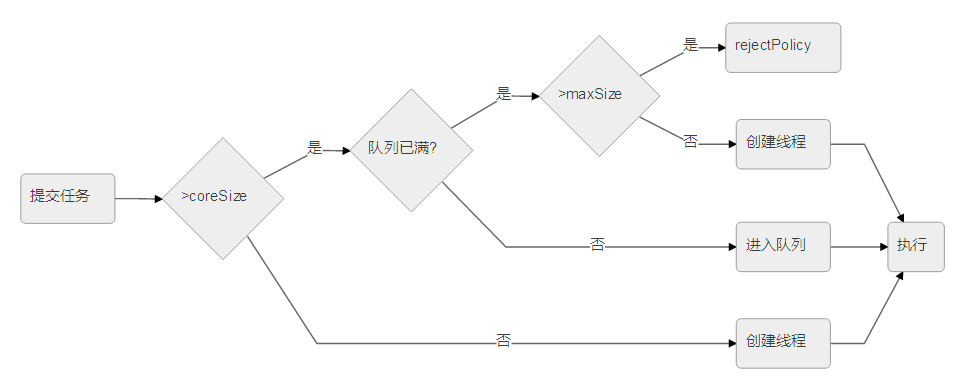 提交任务
>coreSize
是
队列已满?
是
>maxSize
是
rejectPolicy
否
创建线程
否
进入队列
执行
否
创建线程